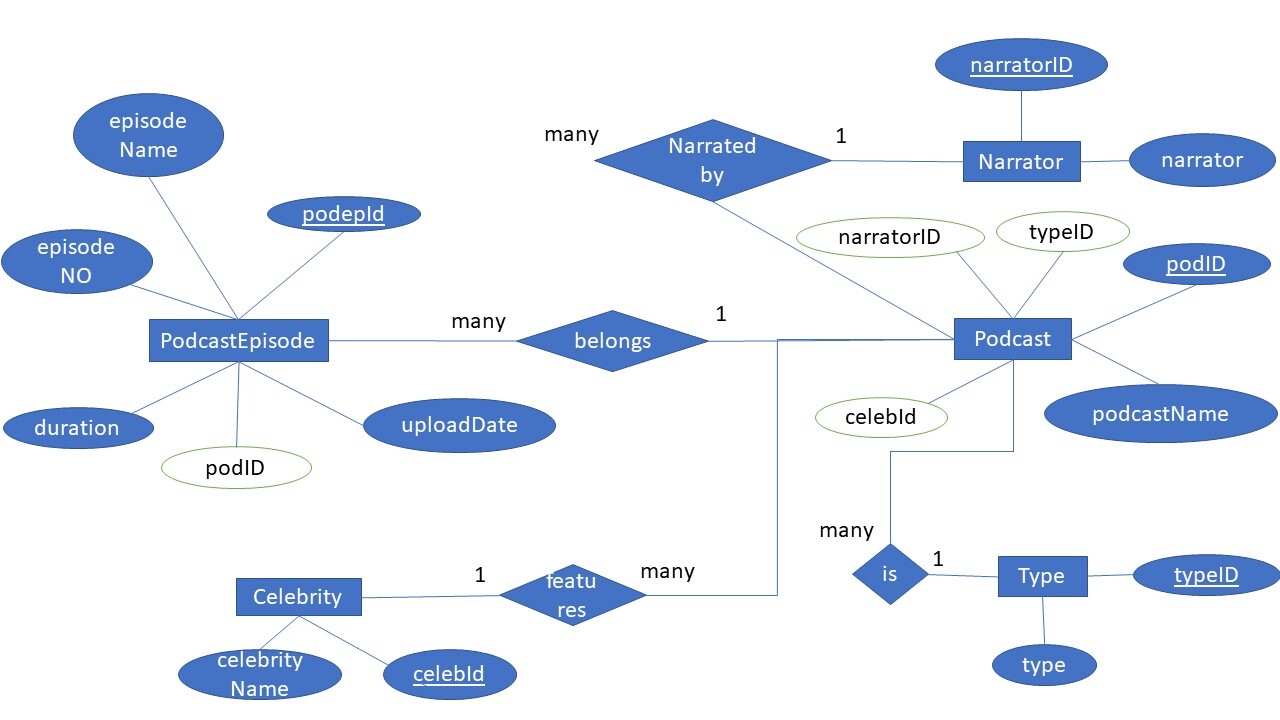 narratorID
many
1
Narrated
by
Narrator
narrator
episode
Name
podepId
narratorID
typeID
episode
NO
podID
PodcastEpisode
many
belongs
1
Podcast
duration
uploadDate
celebId
podcastName
podID
many
1
is
Type
typeID
Celebrity
1
featu
res
many
celebrity
Name
celebId
type